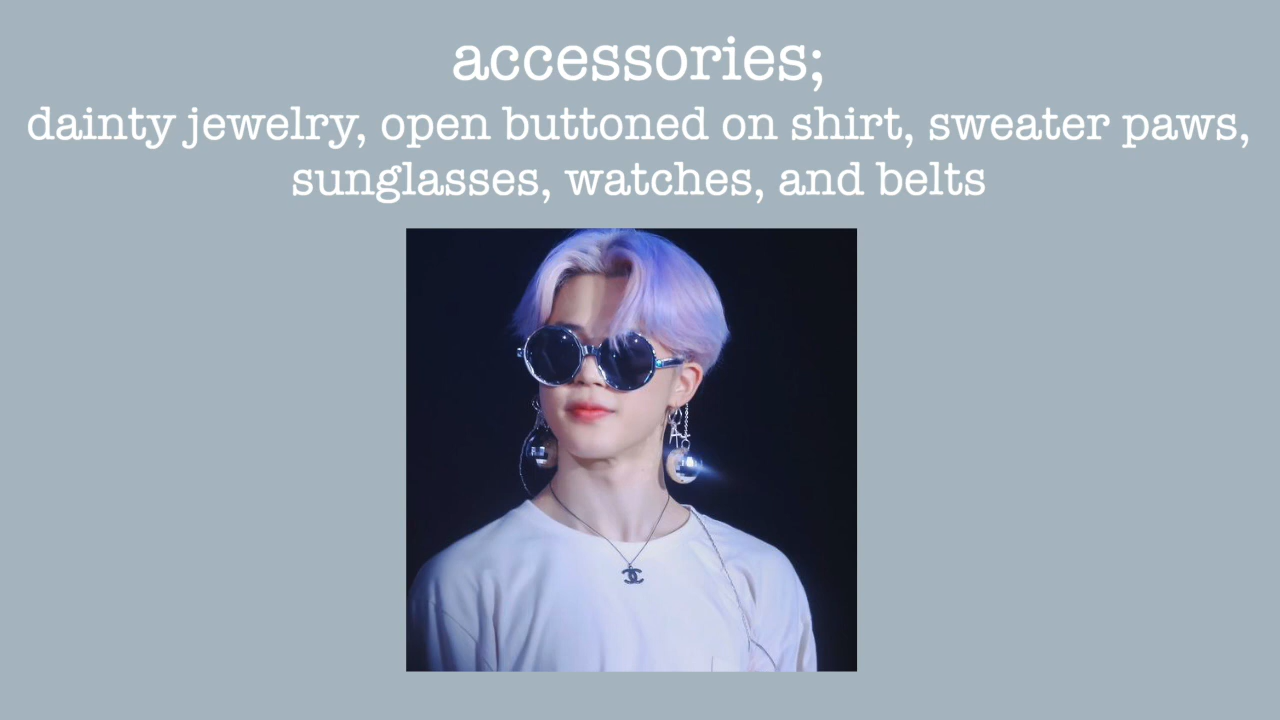 accessories;
dainty jewelry, open buttoned on shirt, sweater paws,
sunglasses, watches, and belts